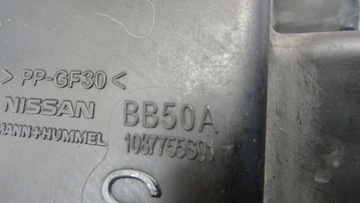 > PP-GF30 <
NISSAN BB50A
MANN+HUMMEL 1087755S01
C